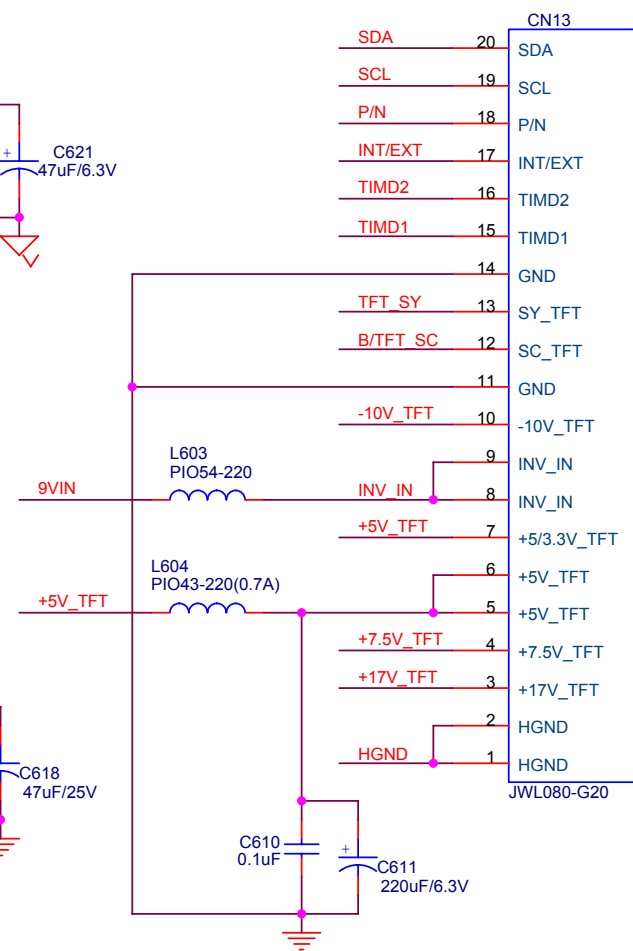 CN13
SDA 20 SDA
SCL 19 SCL
P/N 18 P/N
INT/EXT 17 INT/EXT
TIMD2 16 TIMD2
TIMD1 15 TIMD1
14 GND
TFT_SY 13 SY_TFT
B/TFT_SC 12 SC_TFT
11 GND
-10V_TFT 10 -10V_TFT
9 INV_IN
9VIN INV_IN 8 INV_IN
+5V_TFT 7 +5/3.3V_TFT
6 +5V_TFT
+5V_TFT 5 +5V_TFT
+7.5V_TFT 4 +7.5V_TFT
+17V_TFT 3 +17V_TFT
2 HGND
HGND 1 HGND
JWL080-G20
+
C621
47uF/6.3V
L603
PIO54-220
L604
PIO43-220(0.7A)
C618
47uF/25V
C610
0.1uF
+
C611
220uF/6.3V